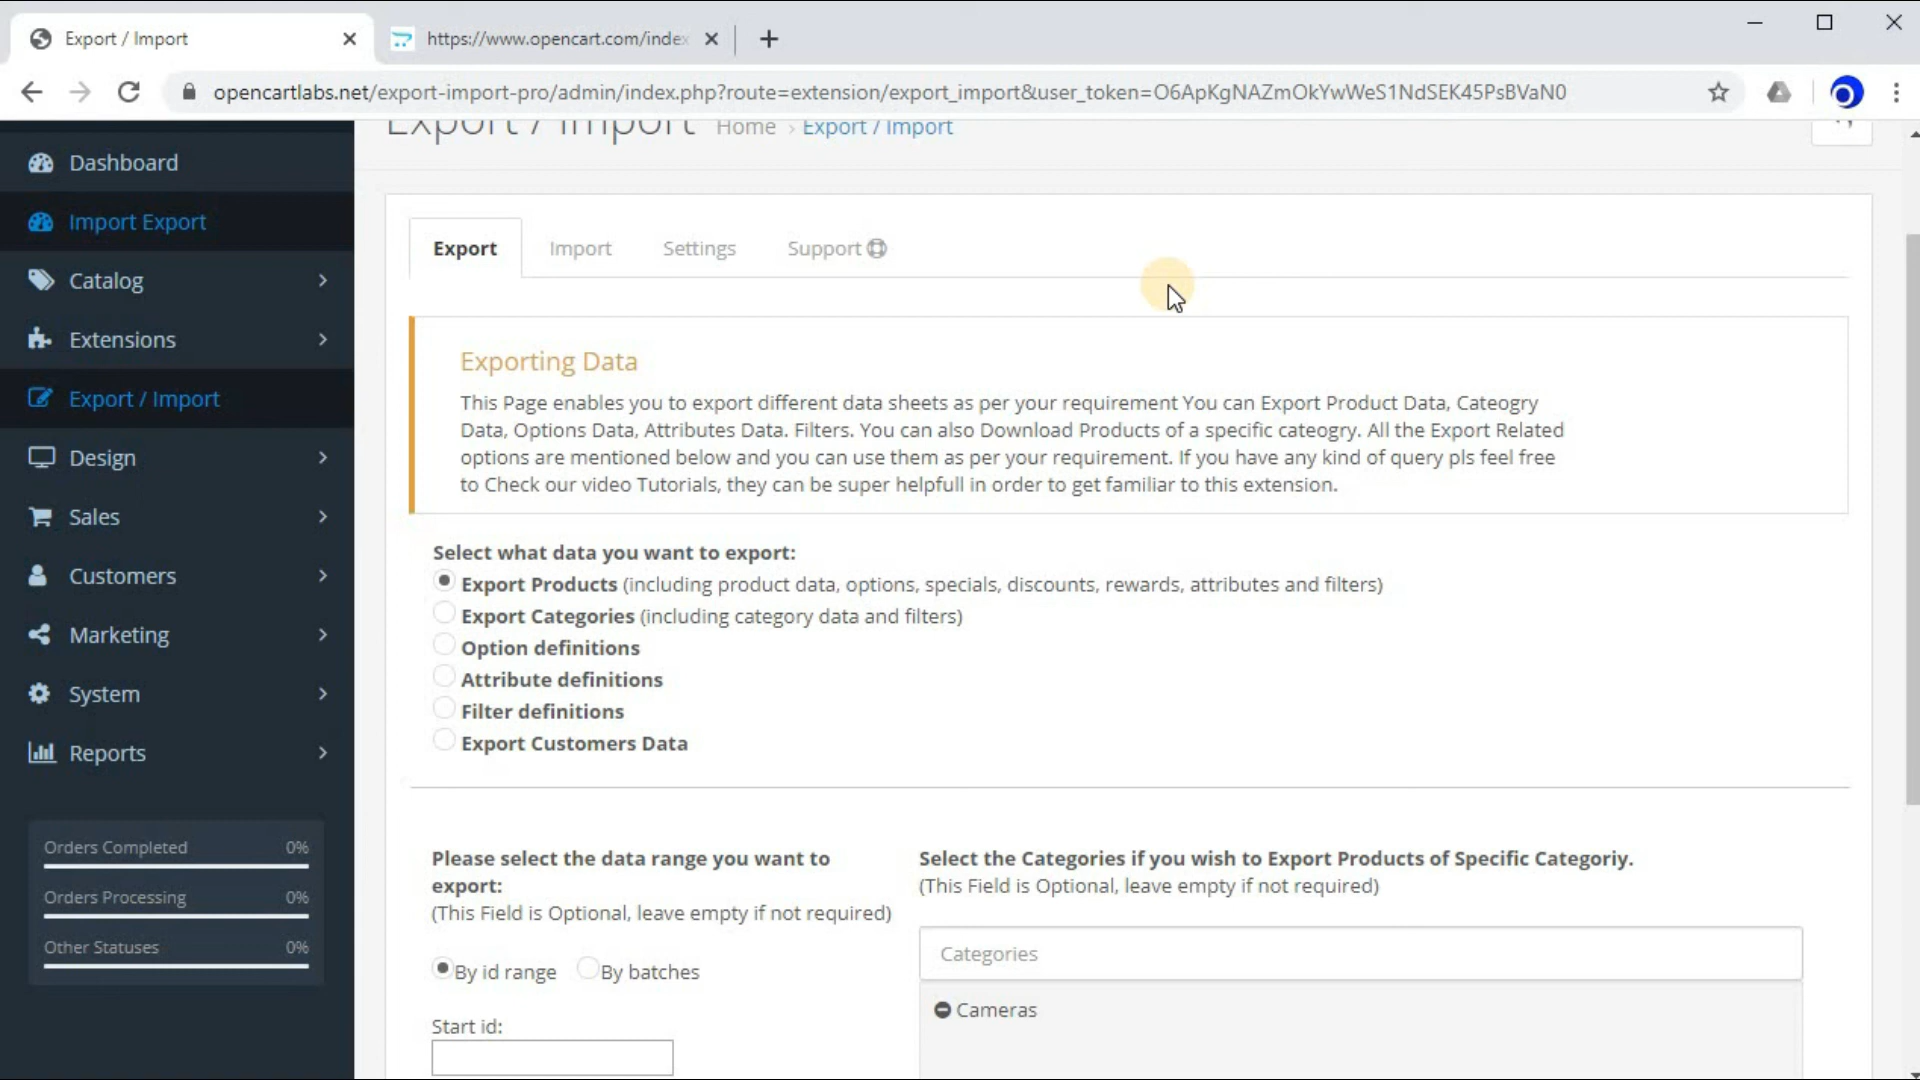 Export / Import
https://www.opencart.com/index
opencartlabs.net/export-import-pro/admin/index.php?route=extension/export_import&user_token=O6ApKgNAZmOkYwWeS1NdSEK45PsBVaN0
Export / Import Home › Export / Import
Dashboard
Import Export
Catalog
Extensions
Export / Import
Design
Sales
Customers
Marketing
System
Reports
Orders Completed 0%
Orders Processing 0%
Other Statuses 0%
Export Import Settings Support
Exporting Data
This Page enables you to export different data sheets as per your requirement You can Export Product Data, Cateogry
Data, Options Data, Attributes Data. Filters. You can also Download Products of a specific cateogry. All the Export Related
options are mentioned below and you can use them as per your requirement. If you have any kind of query pls feel free
to Check our video Tutorials, they can be super helpfull in order to get familiar to this extension.
Select what data you want to export:
Export Products (including product data, options, specials, discounts, rewards, attributes and filters)
Export Categories (including category data and filters)
Option definitions
Attribute definitions
Filter definitions
Export Customers Data
Please select the data range you want to
export:
(This Field is Optional, leave empty if not required)
By id range By batches
Start id:
Select the Categories if you wish to Export Products of Specific Categoriy.
(This Field is Optional, leave empty if not required)
Categories
Cameras